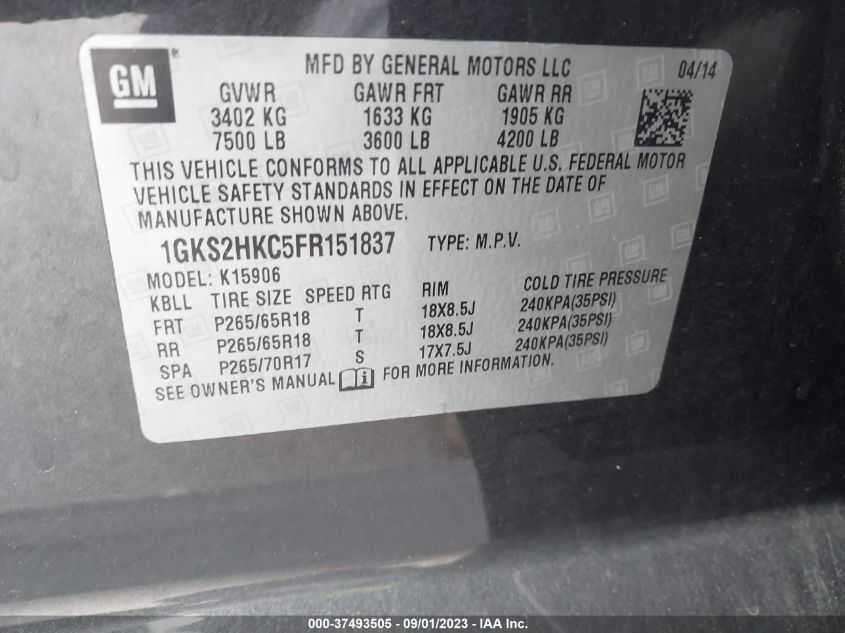 GM ®
MFD BY GENERAL MOTORS LLC 04/14
GVWR GAWR FRT GAWR RR
3402 KG 1633 KG 1905 KG
7500 LB 3600 LB 4200 LB
THIS VEHICLE CONFORMS TO ALL APPLICABLE U.S. FEDERAL MOTOR
VEHICLE SAFETY STANDARDS IN EFFECT ON THE DATE OF
MANUFACTURE SHOWN ABOVE.
1GKS2HKC5FR151837 TYPE: M.P.V.
MODEL: K15906
KBLL TIRE SIZE SPEED RTG RIM COLD TIRE PRESSURE
FRT P265/65R18 T 18X8.5J 240KPA(35PSI)
RR P265/65R18 T 18X8.5J 240KPA(35PSI)
SPA P265/70R17 S 17X7.5J 240KPA(35PSI)
SEE OWNER'S MANUAL i FOR MORE INFORMATION.
000-37493505 - 09/01/2023 - IAA Inc.